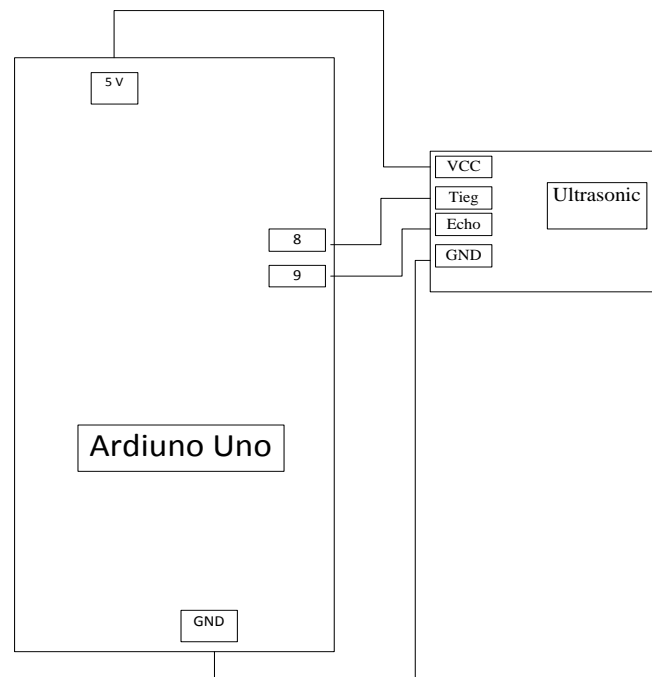 5 V
VCC
Tieg
Ultrasonic
Echo
8
GND
9
Ardiuno Uno
GND